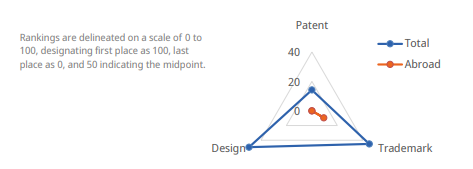 Patent
Rankings are delineated on a scale of 0 to
100, designating first place as 100, last
place as 0, and 50 indicating the midpoint.
40
20
0
Total
Abroad
Design
Trademark